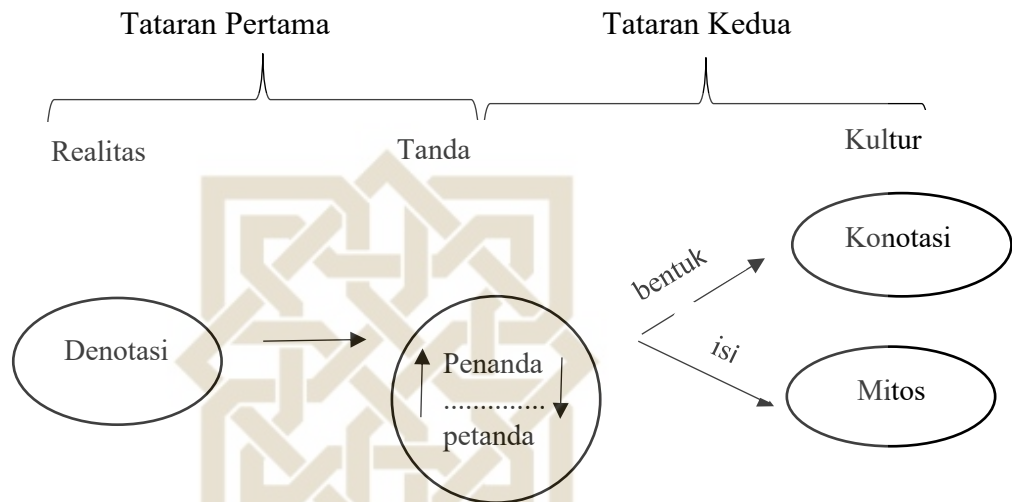 Tataran Pertama
Tataran Kedua
Realitas
Tanda
Kultur
Denotasi
Penanda
....................
petanda
bentuk
isi
Konotasi
Mitos